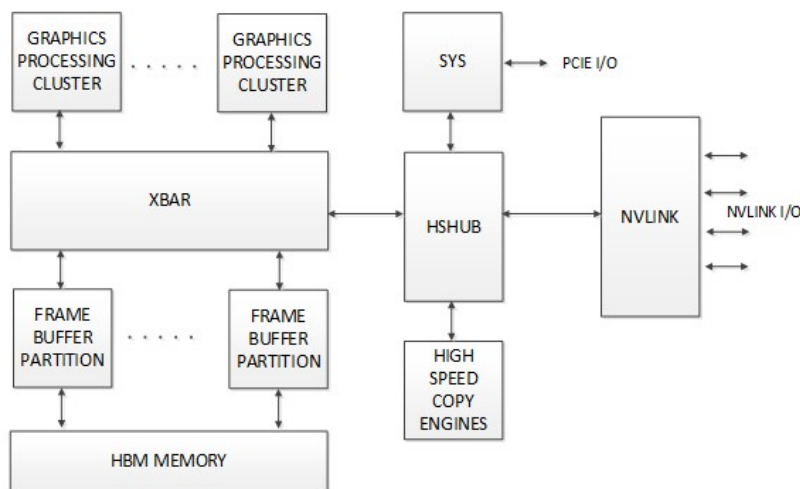 GRAPHICS
PROCESSING
CLUSTER
GRAPHICS
PROCESSING
CLUSTER
SYS
PCIE I/O
XBAR
HSHUB
NVLINK
NVLINK I/O
FRAME
BUFFER
PARTITION
FRAME
BUFFER
PARTITION
HIGH
SPEED
COPY
ENGINES
HBM MEMORY